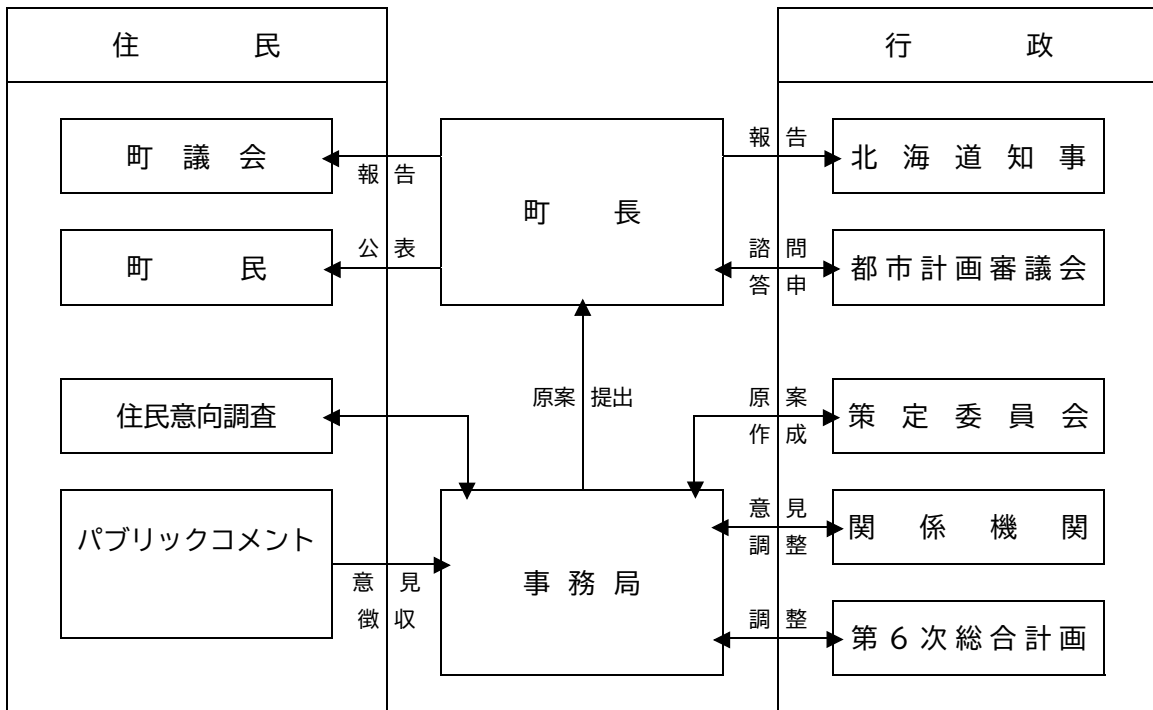 住民
行政
町議会
報告
町長
報告
北海道知事
町民
公表
諮問
答申
都市計画審議会
住民意向調査
原案提出
原案
作成
策定委員会
パブリックコメント
意見
徴収
事務局
意見
調整
関係機関
調整
第6次総合計画